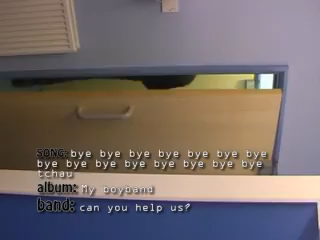 SONG: bye bye bye bye bye bye bye
bye bye bye bye bye bye bye bye
tchau
album: My boyband
band: can you help us?